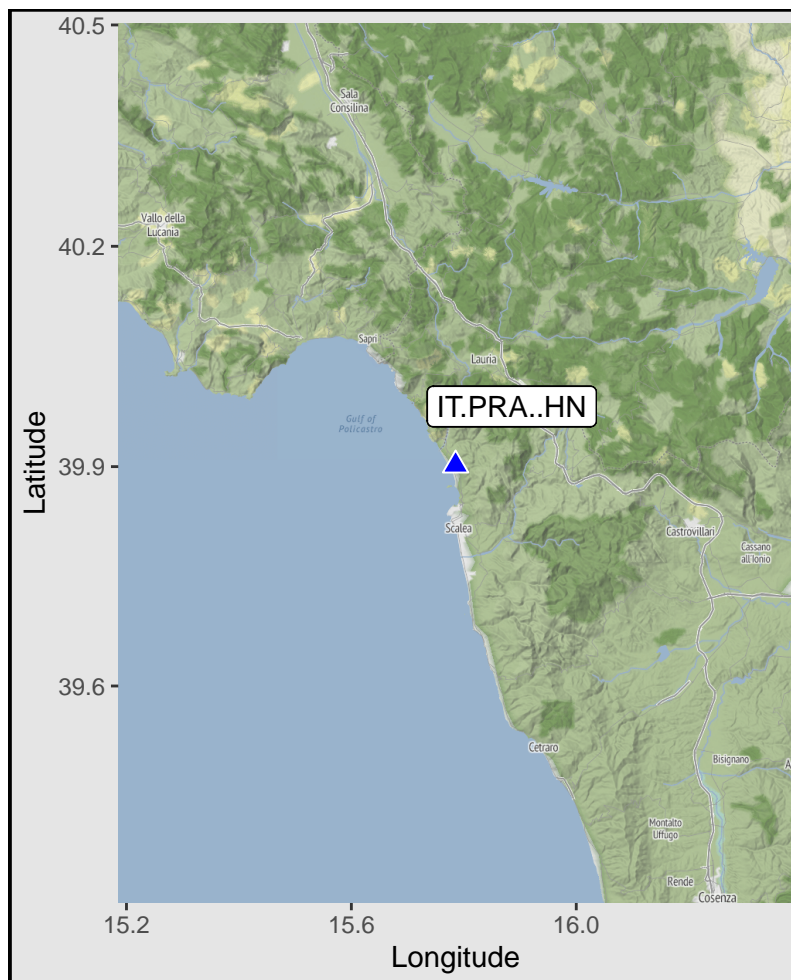 40.5
Sala
Consilina
Vallo della
Lucania
40.2
Sapri
Lauria
IT.PRA..HN
Gulf of
Policastro
Latitude
39.9
Scalea
Castrovillari
Cassano
all'Ionio
39.6
Cetraro
Bisignano
A
Montalto
Uffugo
Rende
Cosenza
15.2
15.6
16.0
Longitude